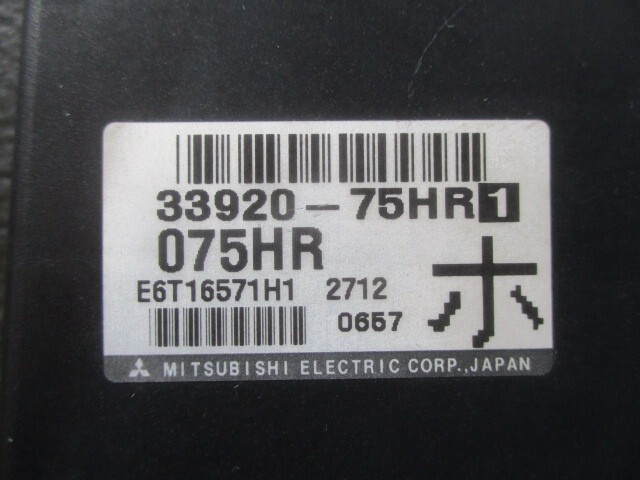 33920-75HR1
075HR
E6T16571H1 2712
0657
ホ
MITSUBISHI ELECTRIC CORP.,JAPAN